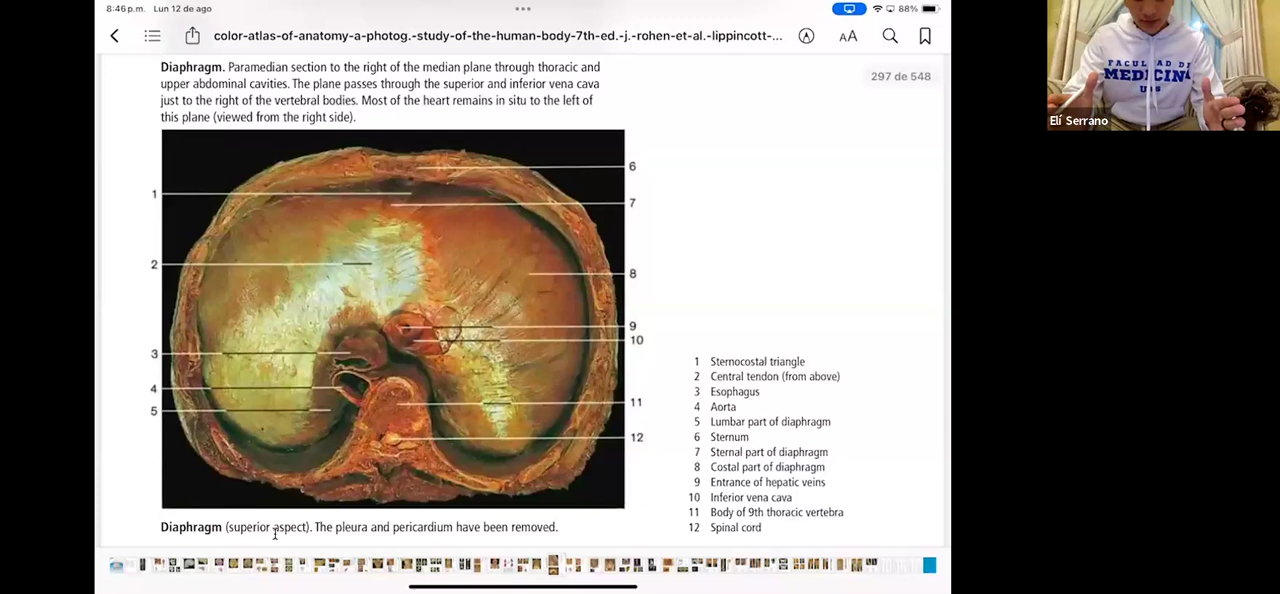 8:46 p.m. Lun 12 de ago
88%
color-atlas-of-anatomy-a-photog.-study-of-the-human-body-7th-ed.-j.-rohen-et-al.-lippincott-...
AA
297 de 548
Diaphragm. Paramedian section to the right of the median plane through thoracic and
upper abdominal cavities. The plane passes through the superior and inferior vena cava
just to the right of the vertebral bodies. Most of the heart remains in situ to the left of
this plane (viewed from the right side).
1
2
3
4
5
6
7
8
9
10
11
12
1 Sternocostal triangle
2 Central tendon (from above)
3 Esophagus
4 Aorta
5 Lumbar part of diaphragm
6 Sternum
7 Sternal part of diaphragm
8 Costal part of diaphragm
9 Entrance of hepatic veins
10 Inferior vena cava
11 Body of 9th thoracic vertebra
12 Spinal cord
Diaphragm (superior aspect). The pleura and pericardium have been removed.
MEDICINA
Elí Serrano